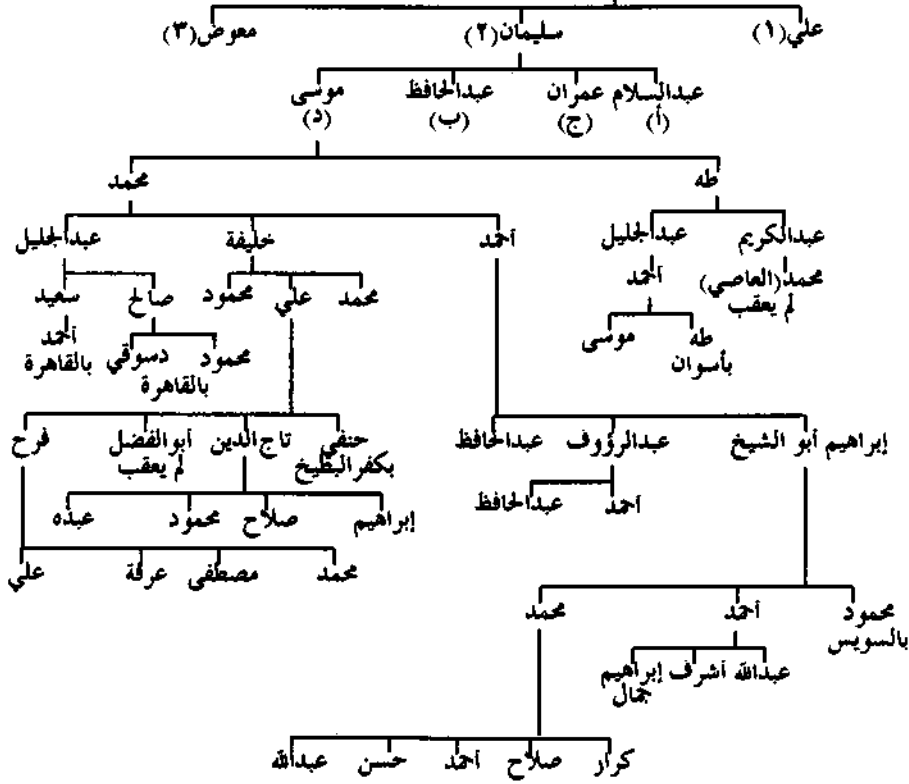 علي(١) سليمان(٢) معوض(٣)
عبدالسلام عمران عبدالحافظ موسى
(أ) (ج) (ب) (د)
طه محمد
عبدالكريم عبدالجليل أحمد خليفة عبدالجليل
محمد(العاصي) أحمد محمد علي محمود صالح سعيد
لم يعقب
طه موسى محمود دسوقي أحمد
بأسوان بالقاهرة بالقاهرة
إبراهيم أبو الشيخ عبدالرؤوف عبدالحافظ حنفي تاج الدين أبوالفضل فرح
بكفرالبطيخ لم يعقب
أحمد عبدالحافظ إبراهيم صلاح محمود عبده
محمد مصطفى عرفة علي
محمود أحمد محمد
بالسويس
عبدالله أشرف إبراهيم
جمال
كرار صلاح أحمد حسن عبدالله